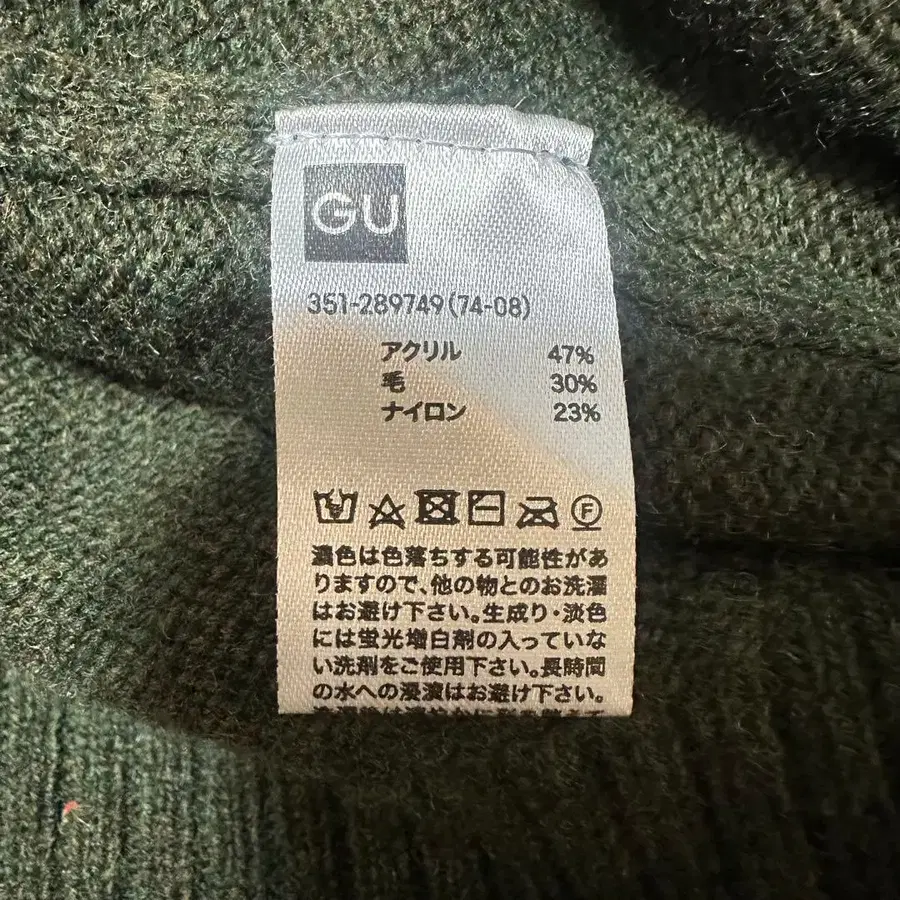 GU
351-289749(74-08)
アクリル 47%
毛 30%
ナイロン 23%
F
濃色は色落ちする可能性があ
りますので、他の物とのお洗濯
はお避け下さい。生成り・淡色
には蛍光増白剤の入っていな
い洗剤をご使用下さい。長時間
の水への浸漬はお避け下さい。